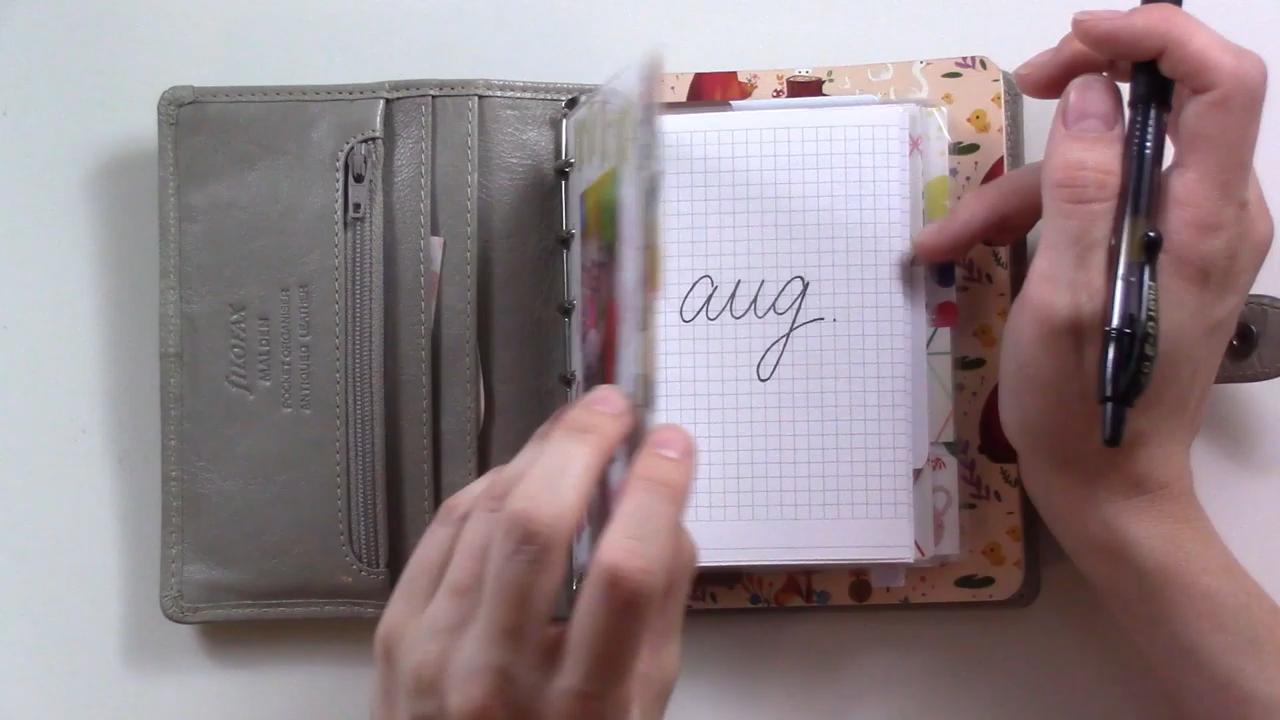 filofax
MALDEN
POCKET ORGANISER
ANTIQUED LEATHER
aug.